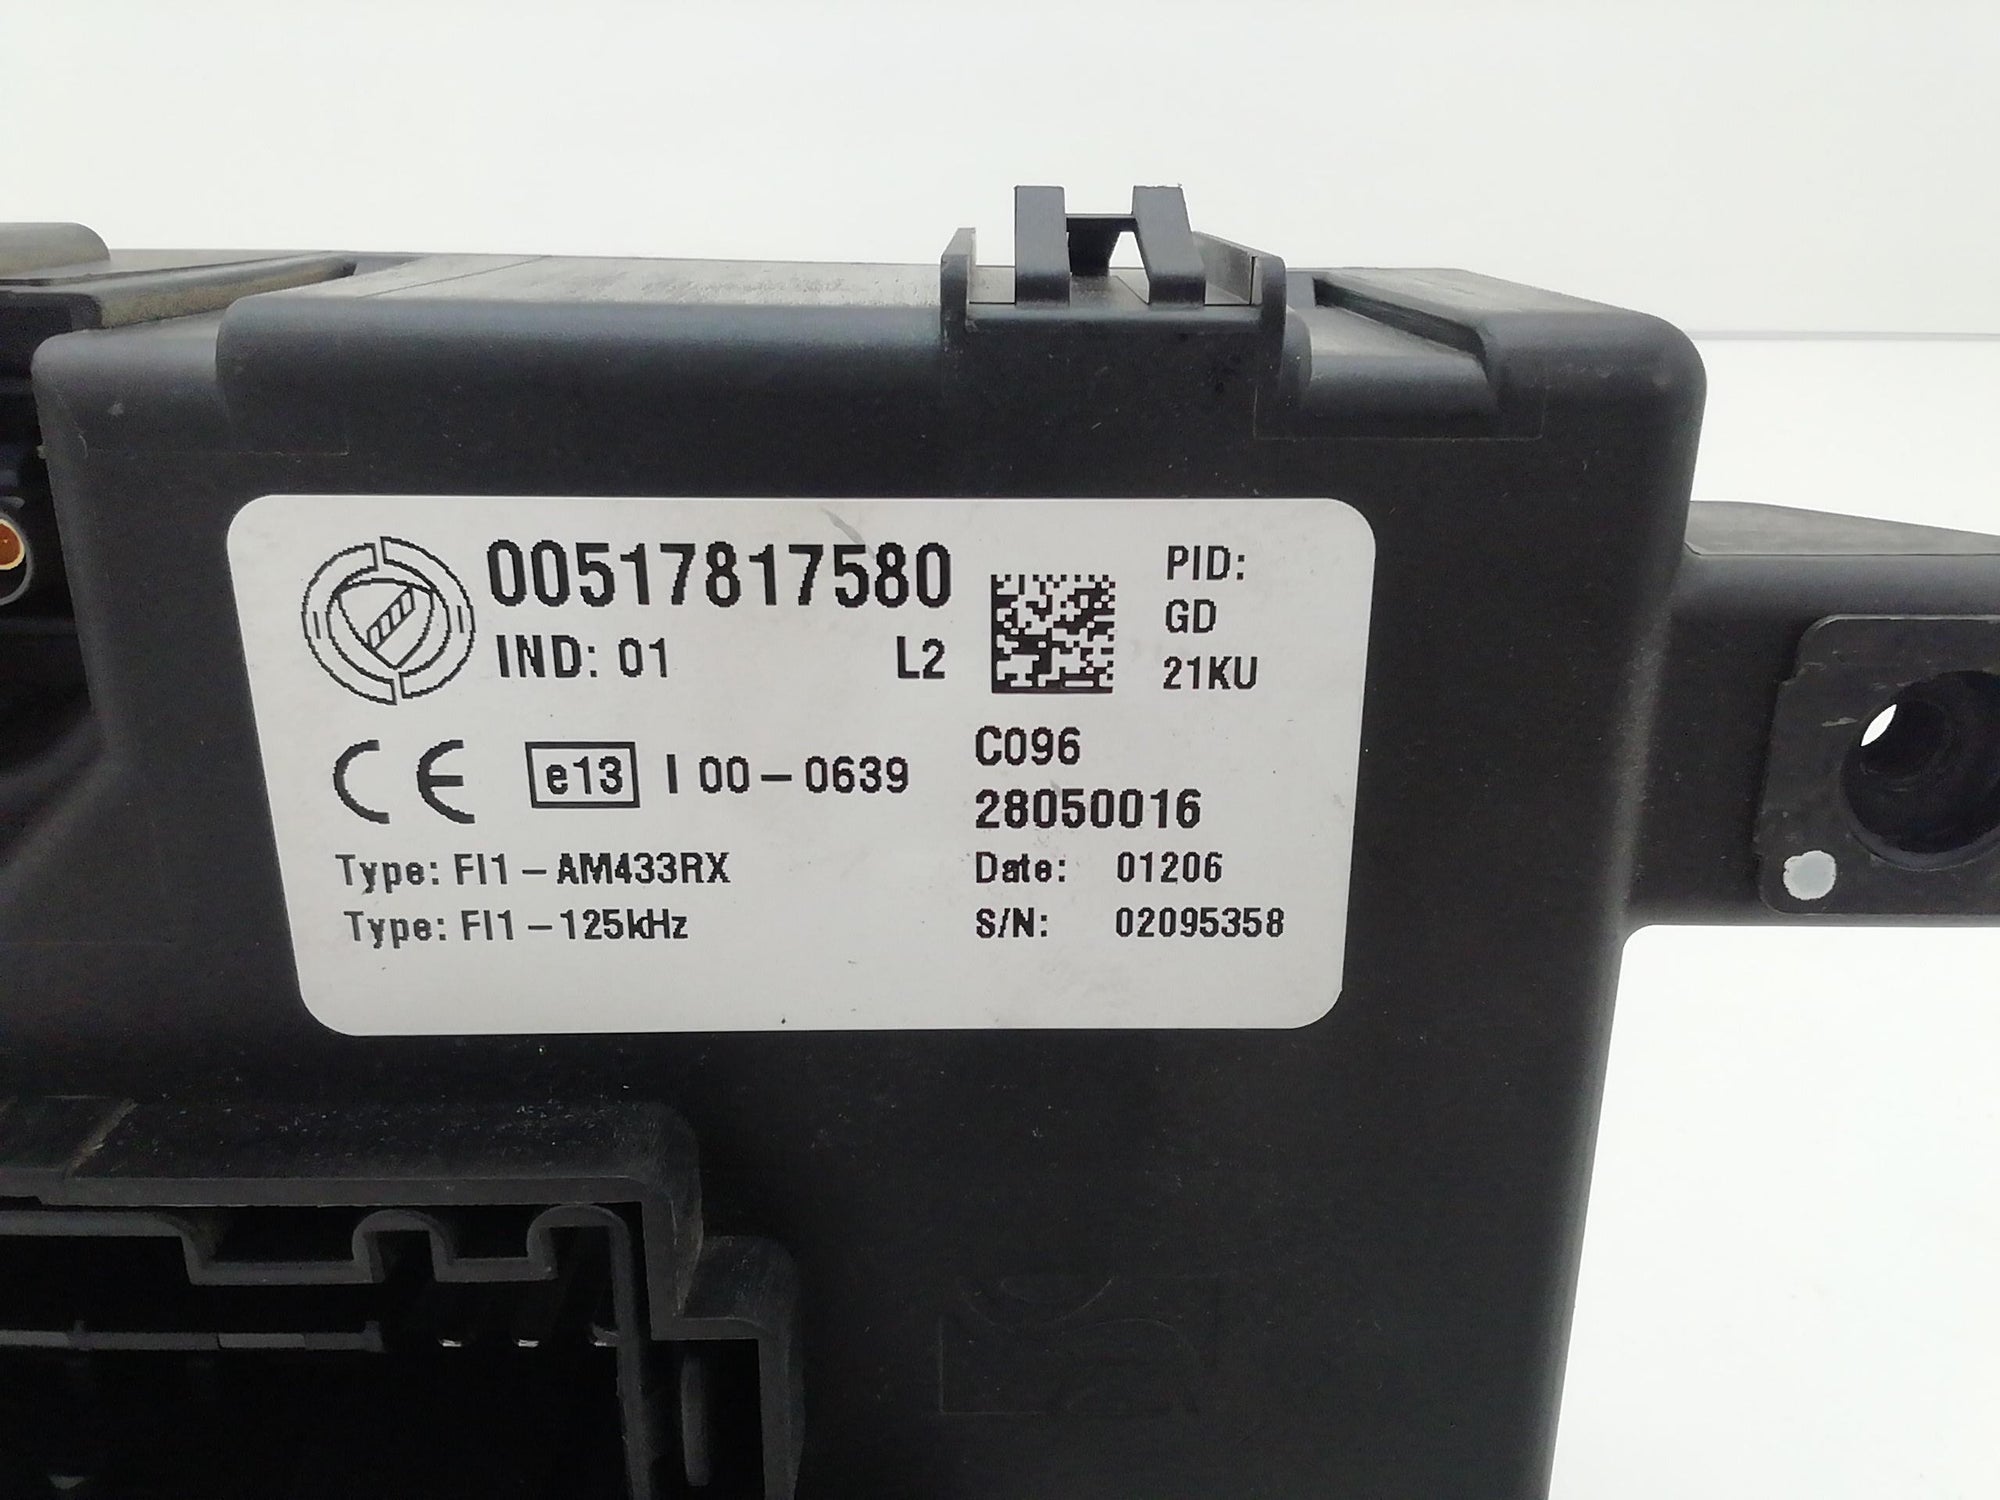 00517817580
IND: 01 L2
PID:
GD
21KU
CE e13 I 00-0639
C096
28050016
Type: FI1-AM433RX
Date: 01206
Type: FI1-125kHz
S/N: 02095358